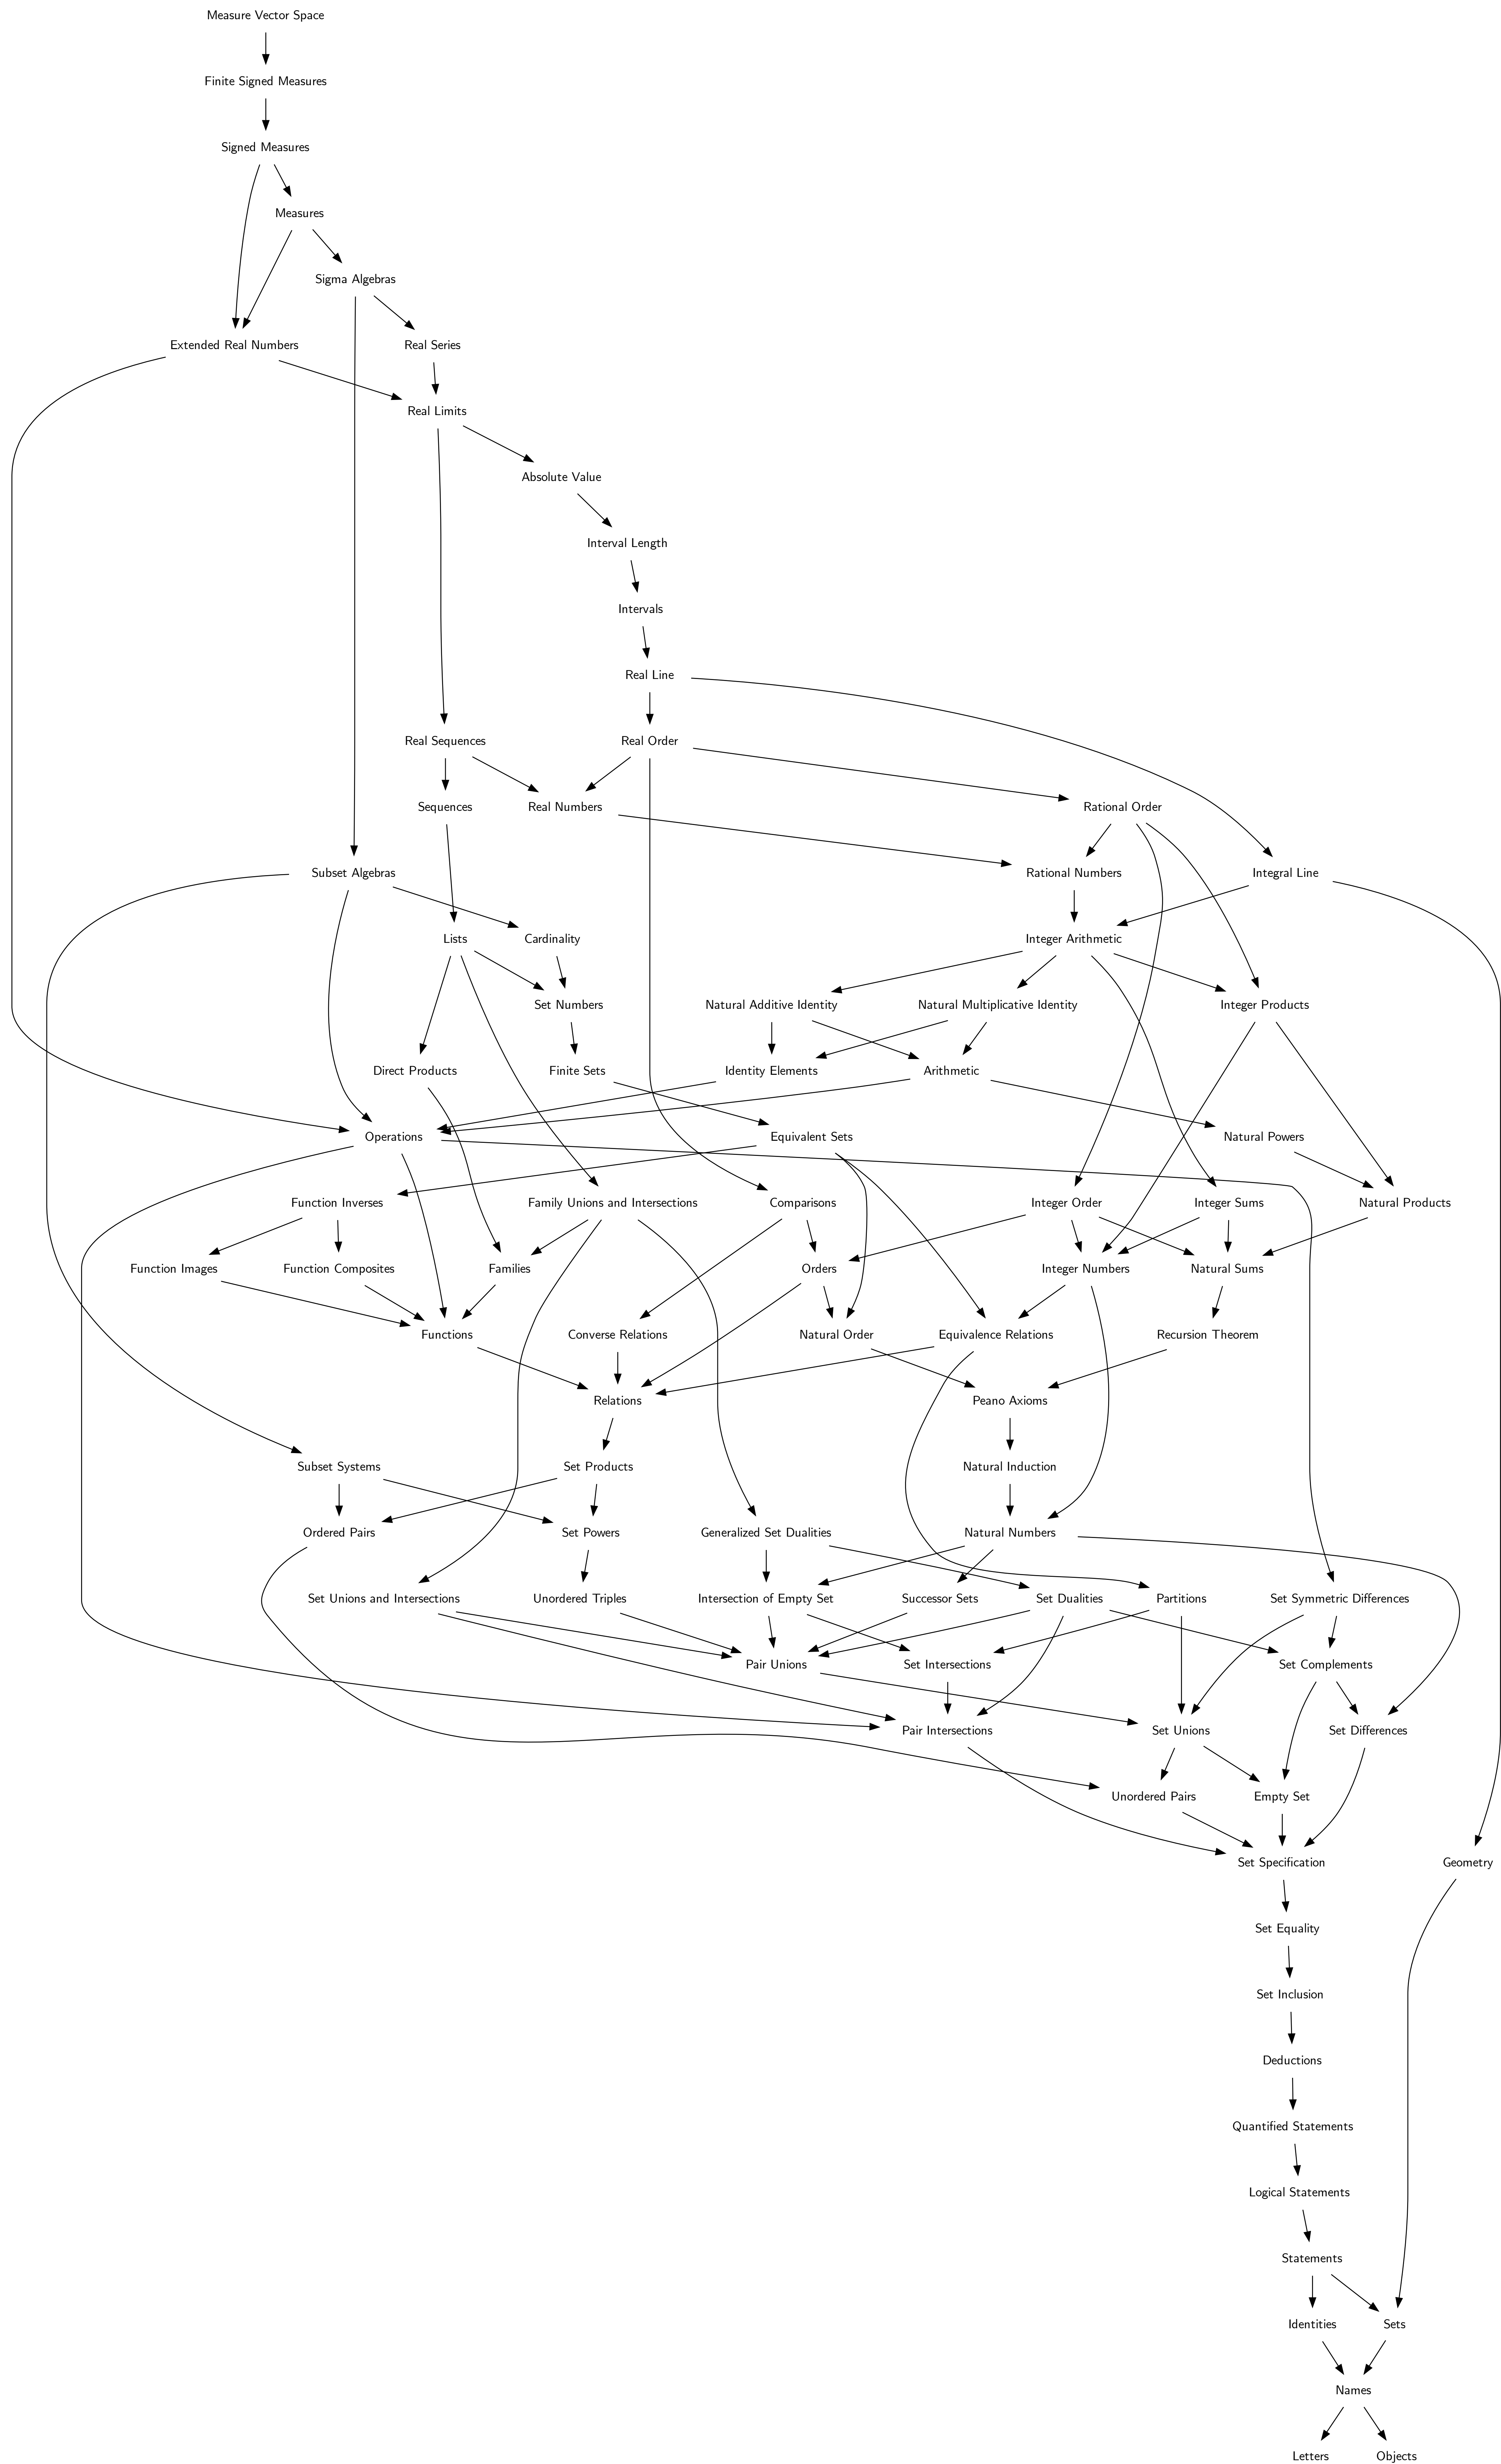 Measure Vector Space
Finite Signed Measures
Signed Measures
Measures
Sigma Algebras
Extended Real Numbers
Real Series
Real Limits
Absolute Value
Interval Length
Intervals
Real Line
Real Sequences
Real Order
Sequences
Real Numbers
Rational Order
Subset Algebras
Rational Numbers
Integral Line
Lists
Cardinality
Integer Arithmetic
Set Numbers
Natural Additive Identity
Natural Multiplicative Identity
Integer Products
Direct Products
Finite Sets
Identity Elements
Arithmetic
Operations
Equivalent Sets
Natural Powers
Function Inverses
Family Unions and Intersections
Comparisons
Integer Order
Integer Sums
Natural Products
Function Images
Function Composites
Families
Orders
Integer Numbers
Natural Sums
Functions
Converse Relations
Natural Order
Equivalence Relations
Recursion Theorem
Relations
Peano Axioms
Subset Systems
Set Products
Natural Induction
Ordered Pairs
Set Powers
Generalized Set Dualities
Natural Numbers
Set Unions and Intersections
Unordered Triples
Intersection of Empty Set
Successor Sets
Set Dualities
Partitions
Set Symmetric Differences
Pair Unions
Set Intersections
Set Complements
Pair Intersections
Set Unions
Set Differences
Unordered Pairs
Empty Set
Set Specification
Geometry
Set Equality
Set Inclusion
Deductions
Quantified Statements
Logical Statements
Statements
Identities
Sets
Names
Letters
Objects